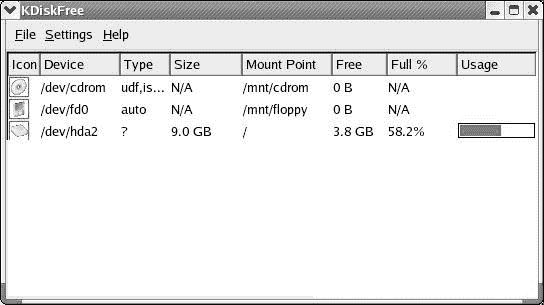 KDiskFree
File Settings Help
Icon Device Type Size Mount Point Free Full % Usage
/dev/cdrom udf,is... N/A /mnt/cdrom 0 B N/A
/dev/fd0 auto N/A /mnt/floppy 0 B N/A
/dev/hda2 ? 9.0 GB / 3.8 GB 58.2%